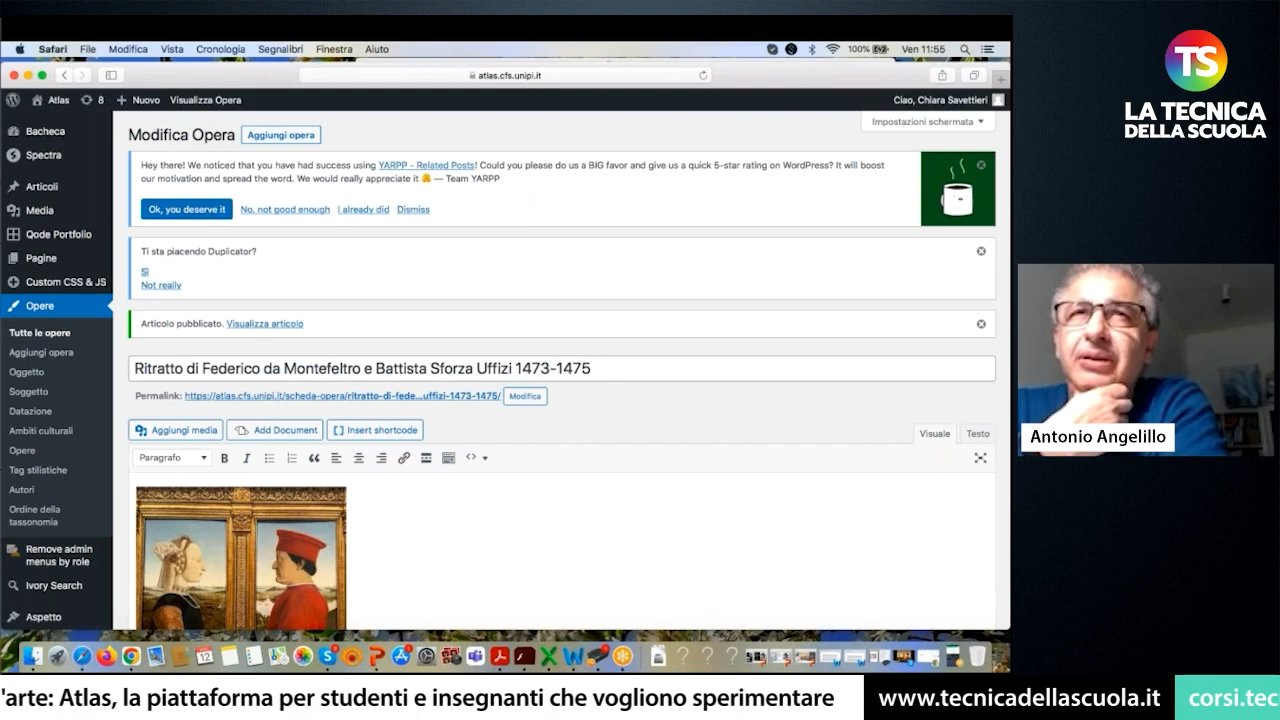 Safari File Modifica Vista Cronologia Segnalibri Finestra Aiuto 100% Ven 11:55
atlas.cfs.unipi.it
Atlas 8 Nuovo Visualizza Opera Ciao, Chiara Savettieri
Bacheca
Spectra
Articoli
Media
Qode Portfolio
Pagine
Custom CSS & JS
Opere
Tutte le opere
Aggiungi opera
Oggetto
Soggetto
Datazione
Ambiti culturali
Opere
Tag stilistiche
Autori
Ordine della
tassonomia
Remove admin
menus by role
Ivory Search
Aspetto
Impostazioni schermata
Modifica Opera Aggiungi opera
Hey there! We noticed that you have had success using YARPP - Related Posts! Could you please do us a BIG favor and give us a quick 5-star rating on WordPress? It will boost
our motivation and spread the word. We would really appreciate it 🤗 — Team YARPP
Ok, you deserve it No, not good enough I already did Dismiss
Ti sta piacendo Duplicator?
Sì
Not really
Articolo pubblicato. Visualizza articolo
Ritratto di Federico da Montefeltro e Battista Sforza Uffizi 1473-1475
Permalink: https://atlas.cfs.unipi.it/scheda-opera/ritratto-di-fede...uffizi-1473-1475/ Modifica
Aggiungi media Add Document [ ] Insert shortcode
Visuale Testo
Paragrafo B I
12
TS
LA TECNICA
DELLA SCUOLA
Antonio Angelillo
'arte: Atlas, la piattaforma per studenti e insegnanti che vogliono sperimentare
www.tecnicadellascuola.it
corsi.tec